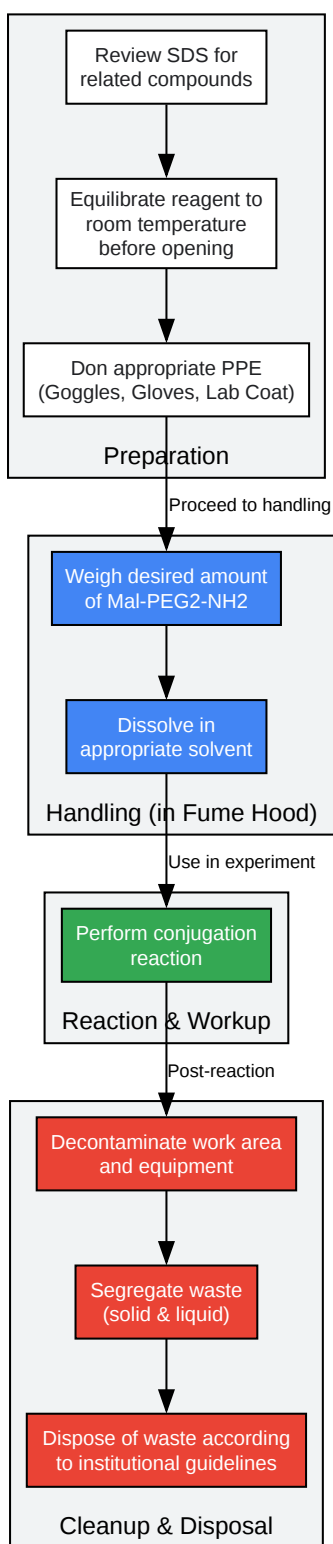 Review SDS for
related compounds
Equilibrate reagent to
room temperature
before opening
Don appropriate PPE
(Goggles, Gloves, Lab Coat)
Preparation
Proceed to handling
Weigh desired amount
of Mal-PEG2-NH2
Dissolve in
appropriate solvent
Handling (in Fume Hood)
Use in experiment
Perform conjugation
reaction
Reaction & Workup
Post-reaction
Decontaminate work area
and equipment
Segregate waste
(solid & liquid)
Dispose of waste according
to institutional guidelines
Cleanup & Disposal